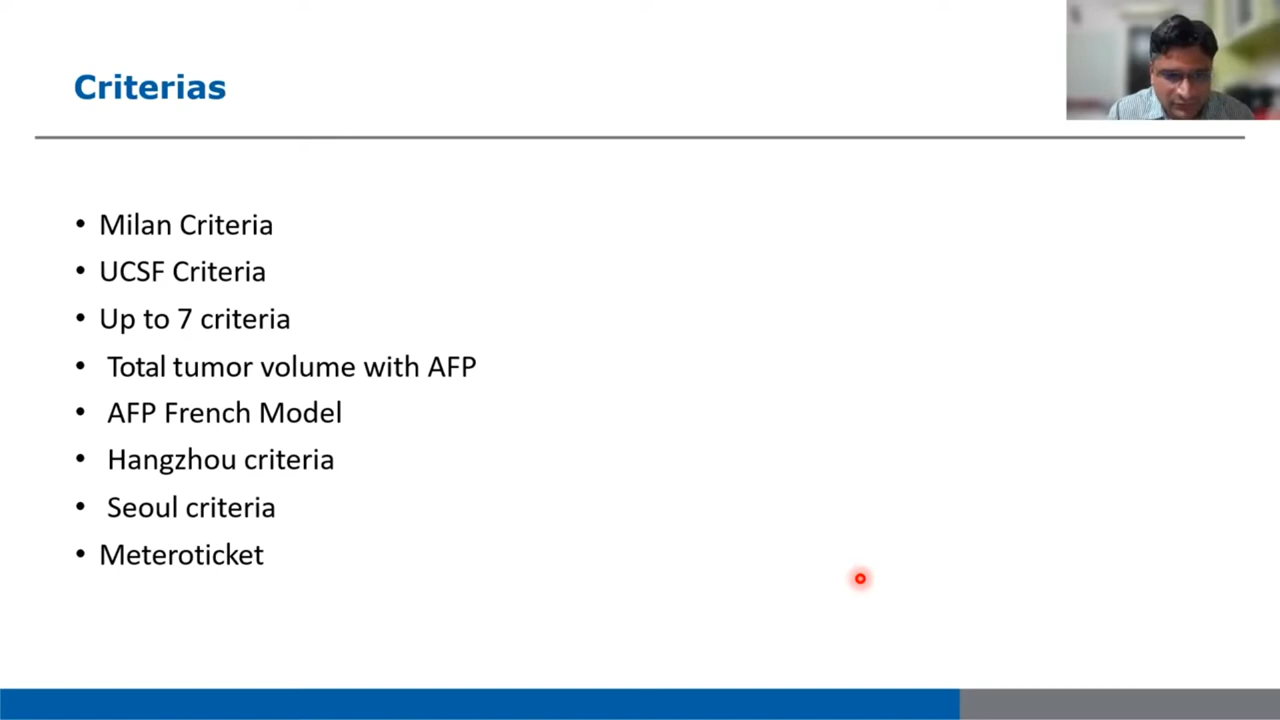 Criterias
• Milan Criteria
• UCSF Criteria
• Up to 7 criteria
• Total tumor volume with AFP
• AFP French Model
• Hangzhou criteria
• Seoul criteria
• Meteroticket